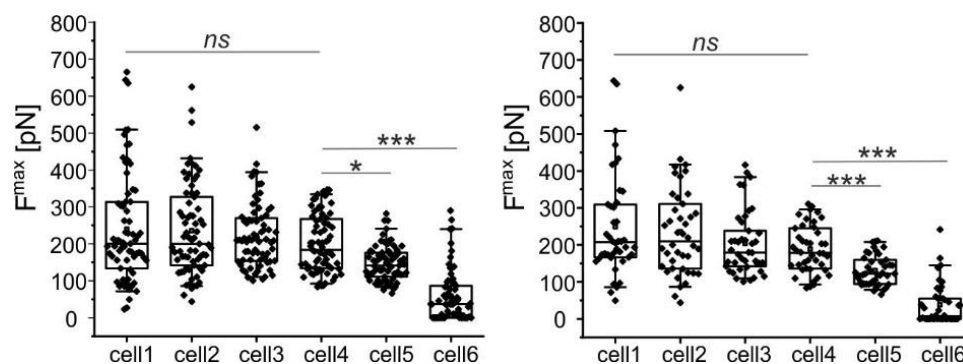 800 800
700 ns 700 ns
600 600
500 500
400 *** 400 ***
* ***
300 300
200 200
100 100
0 0
F^max [pN] F^max [pN]
cell1 cell2 cell3 cell4 cell5 cell6 cell1 cell2 cell3 cell4 cell5 cell6